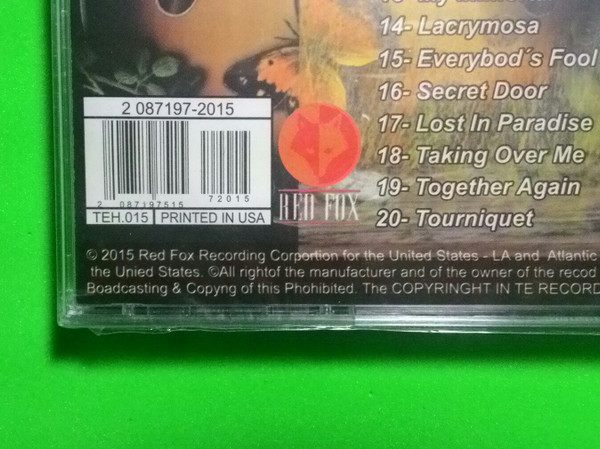 14- Lacrymosa
15- Everybod´s Fool
16- Secret Door
17- Lost In Paradise
18- Taking Over Me
19- Together Again
20- Tourniquet
2 087197-2015
72015
2 087197515
TEH.015 PRINTED IN USA
RED FOX
© 2015 Red Fox Recording Corportion for the United States - LA and Atlantic
the Unied States. ©All rightof the manufacturer and of the owner of the recod
Boadcasting & Copyng of this Phohibited. The COPYRINGHT IN TE RECORD